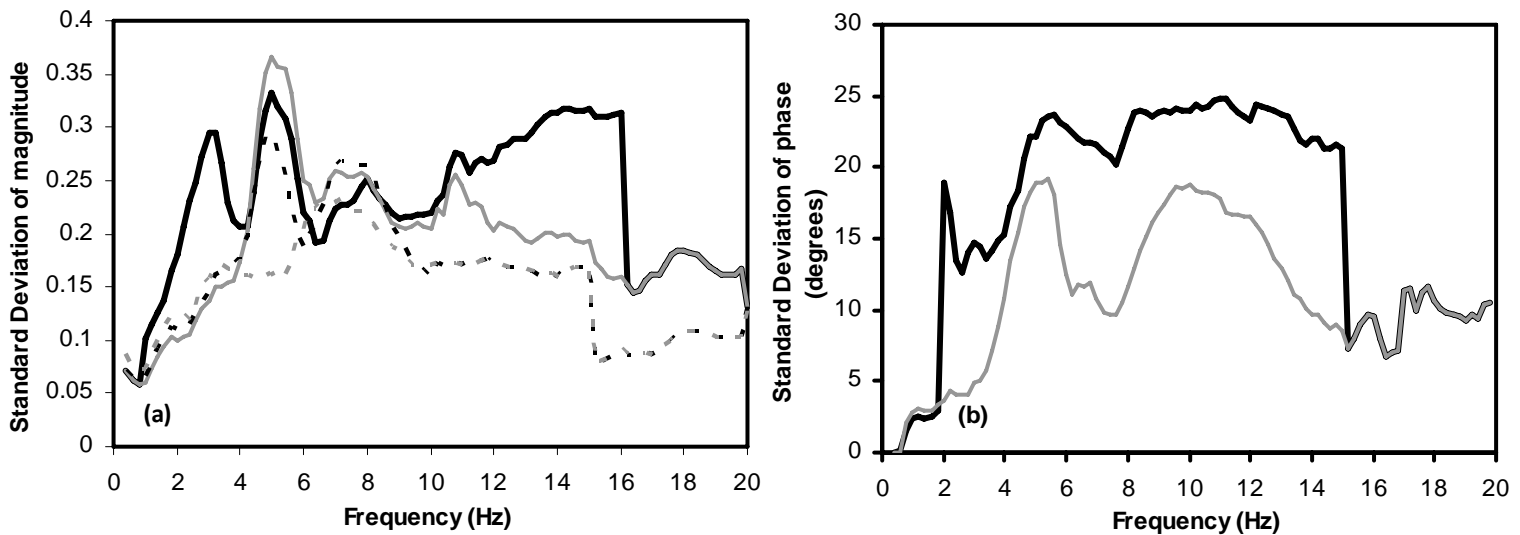 Standard Deviation of magnitude
0.4
0.35
0.3
0.25
0.2
0.15
0.1
0.05
0
(a)
0 2 4 6 8 10 12 14 16 18 20
Frequency (Hz)
Standard Deviation of phase
(degrees)
30
25
20
15
10
5
0
(b)
0 2 4 6 8 10 12 14 16 18 20
Frequency (Hz)